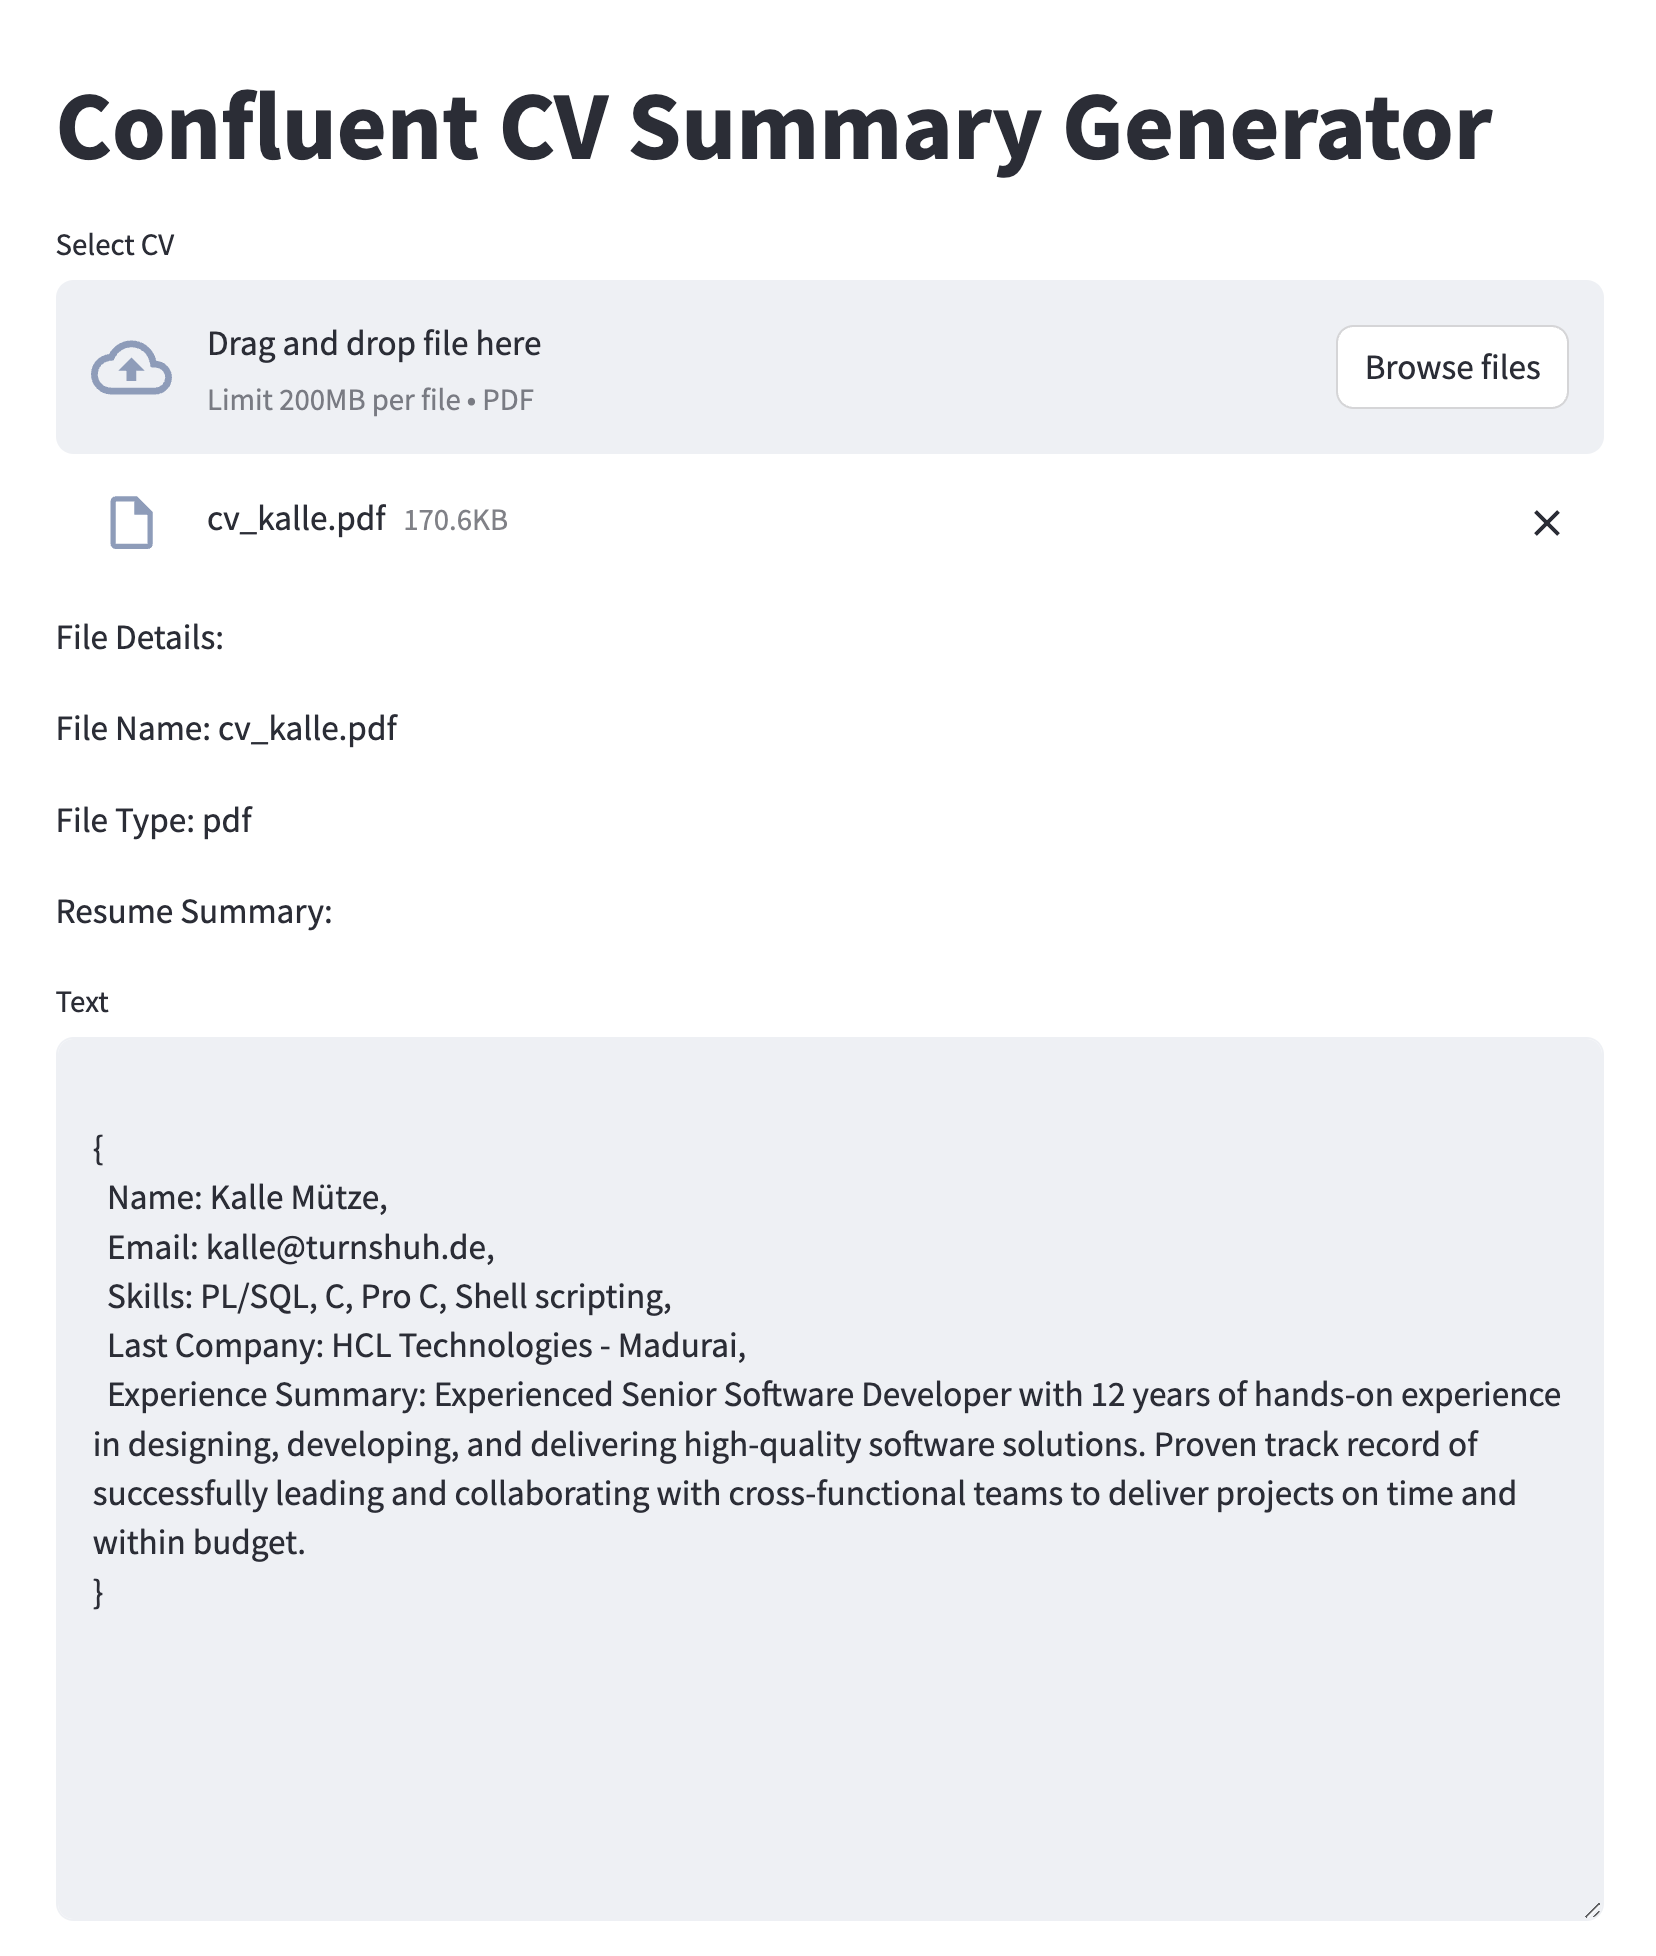 Confluent CV Summary Generator
Select CV
Drag and drop file here
Limit 200MB per file • PDF
Browse files
cv_kalle.pdf 170.6KB
File Details:
File Name: cv_kalle.pdf
File Type: pdf
Resume Summary:
Text
{
Name: Kalle Mütze,
Email: kalle@turnshuh.de,
Skills: PL/SQL, C, Pro C, Shell scripting,
Last Company: HCL Technologies - Madurai,
Experience Summary: Experienced Senior Software Developer with 12 years of hands-on experience
in designing, developing, and delivering high-quality software solutions. Proven track record of
successfully leading and collaborating with cross-functional teams to deliver projects on time and
within budget.
}